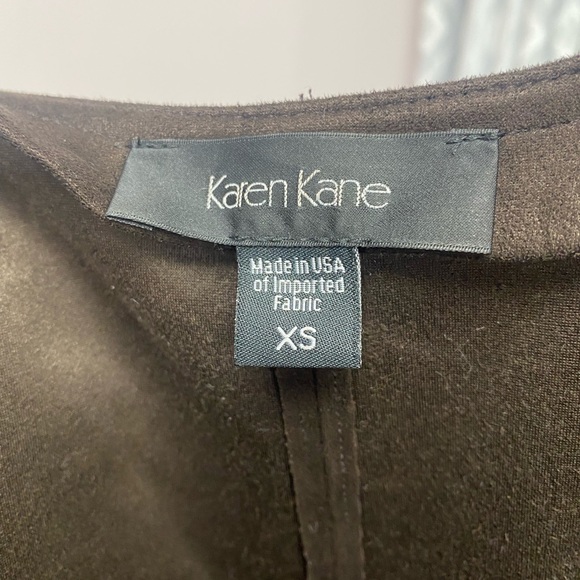 Karen Kane
Made in USA
of Imported
Fabric
XS